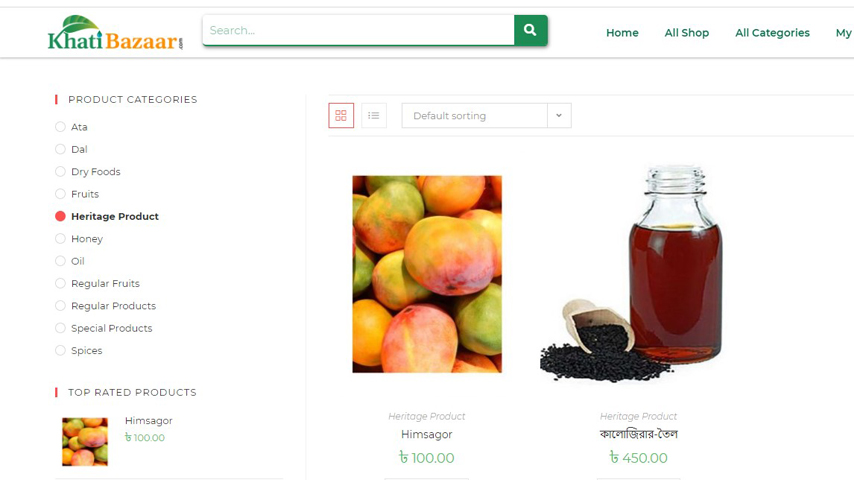 Khati Bazaar.com
Search...
Home
All Shop
All Categories
My
PRODUCT CATEGORIES
Ata
Dal
Dry Foods
Fruits
Heritage Product
Honey
Oil
Regular Fruits
Regular Products
Special Products
Spices
TOP RATED PRODUCTS
Himsagor
৳ 100.00
Default sorting
Heritage Product
Himsagor
৳ 100.00
Heritage Product
কালোজিরার-তৈল
৳ 450.00